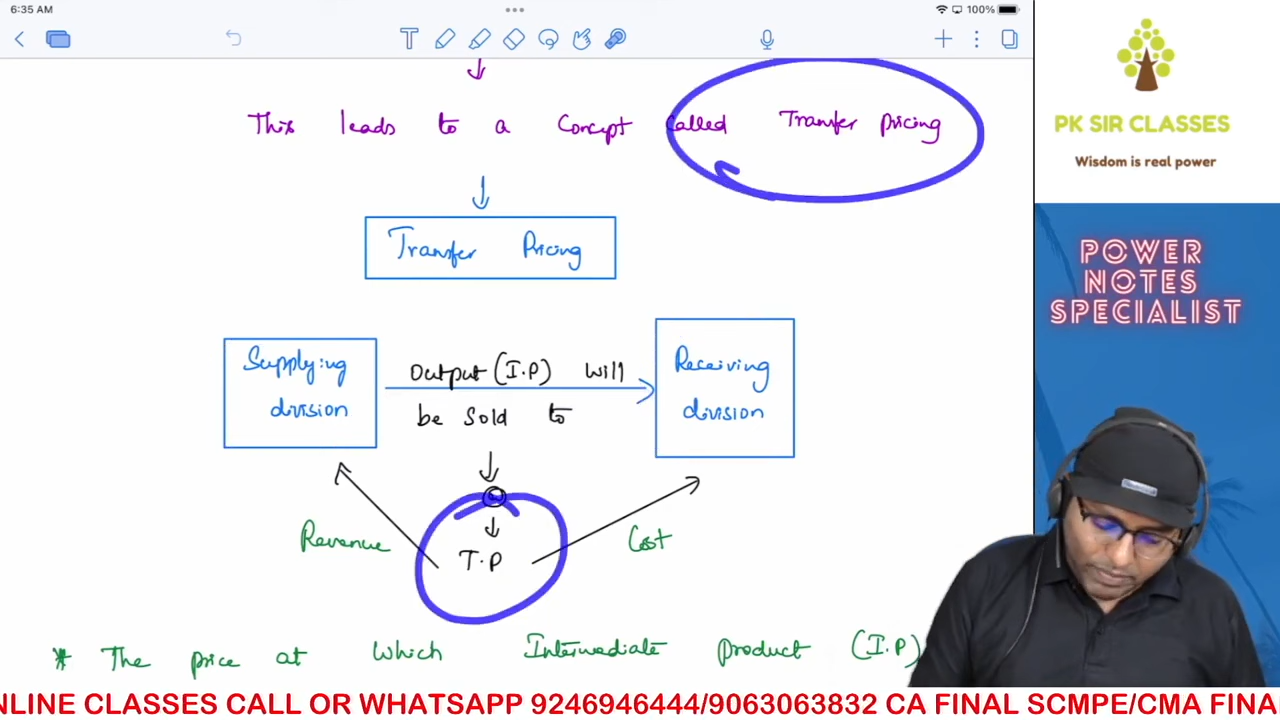 6:35 AM
100%
This leads to a Concept Called Transfer pricing
PK SIR CLASSES
Wisdom is real power
Transfer Pricing
POWER
NOTES
SPECIALIST
Supplying
division
Output (I.P) will
be Sold to
Receiving
division
Revenue
T.P
Cost
* The price at which Intermediate product (I.P)
NLINE CLASSES CALL OR WHATSAPP 9246946444/9063063832 CA FINAL SCMPE/CMA FINA